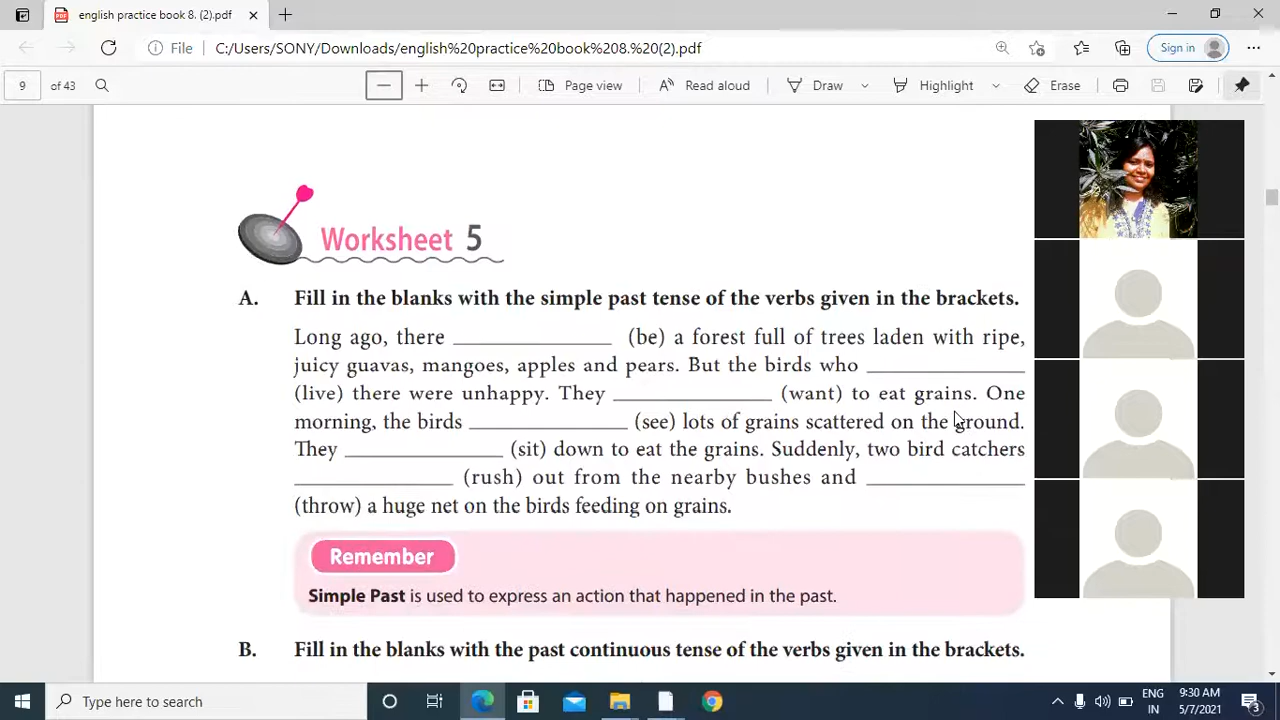 english practice book 8. (2).pdf
File C:/Users/SONY/Downloads/english%20practice%20book%208.%20(2).pdf
Sign in
9 of 43
Page view
Read aloud
Draw
Highlight
Erase
Worksheet 5
A. Fill in the blanks with the simple past tense of the verbs given in the brackets.
Long ago, there ______________ (be) a forest full of trees laden with ripe,
juicy guavas, mangoes, apples and pears. But the birds who ______________
(live) there were unhappy. They ______________ (want) to eat grains. One
morning, the birds ______________ (see) lots of grains scattered on the ground.
They ______________ (sit) down to eat the grains. Suddenly, two bird catchers
______________ (rush) out from the nearby bushes and ______________
(throw) a huge net on the birds feeding on grains.
Remember
Simple Past is used to express an action that happened in the past.
B. Fill in the blanks with the past continuous tense of the verbs given in the brackets.
Type here to search
ENG
IN
9:30 AM
5/7/2021
3